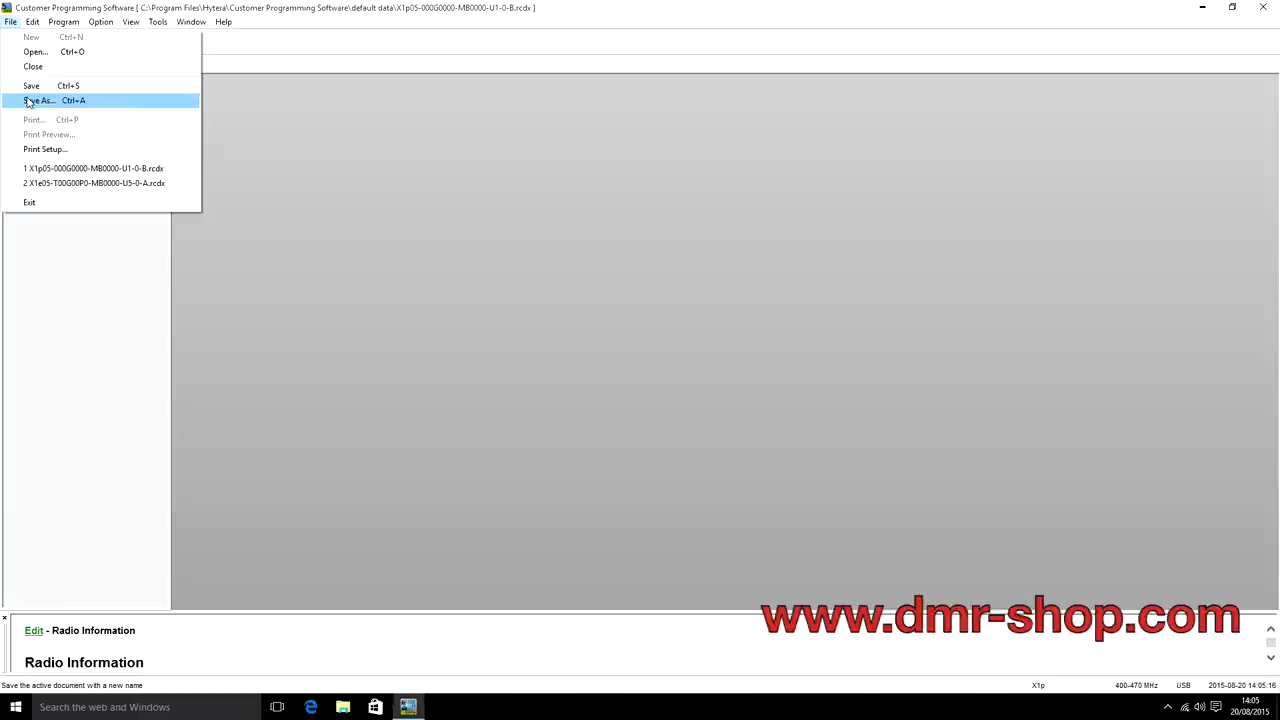 Customer Programming Software [ C:\Program Files\Hytera\Customer Programming Software\default data\X1p05-000G0000-MB0000-U1-0-B.rcdx ]
File Edit Program Option View Tools Window Help
New Ctrl+N
Open... Ctrl+O
Close
Save Ctrl+S
Save As... Ctrl+A
Print... Ctrl+P
Print Preview...
Print Setup...
1 X1p05-000G0000-MB0000-U1-0-B.rcdx
2 X1e05-T00G00P0-MB0000-U5-0-A.rcdx
Exit
www.dmr-shop.com
Edit - Radio Information
Radio Information
Save the active document with a new name X1p 400-470 MHz USB 2015-08-20 14:05:16
Search the web and Windows
14:05
20/08/2015